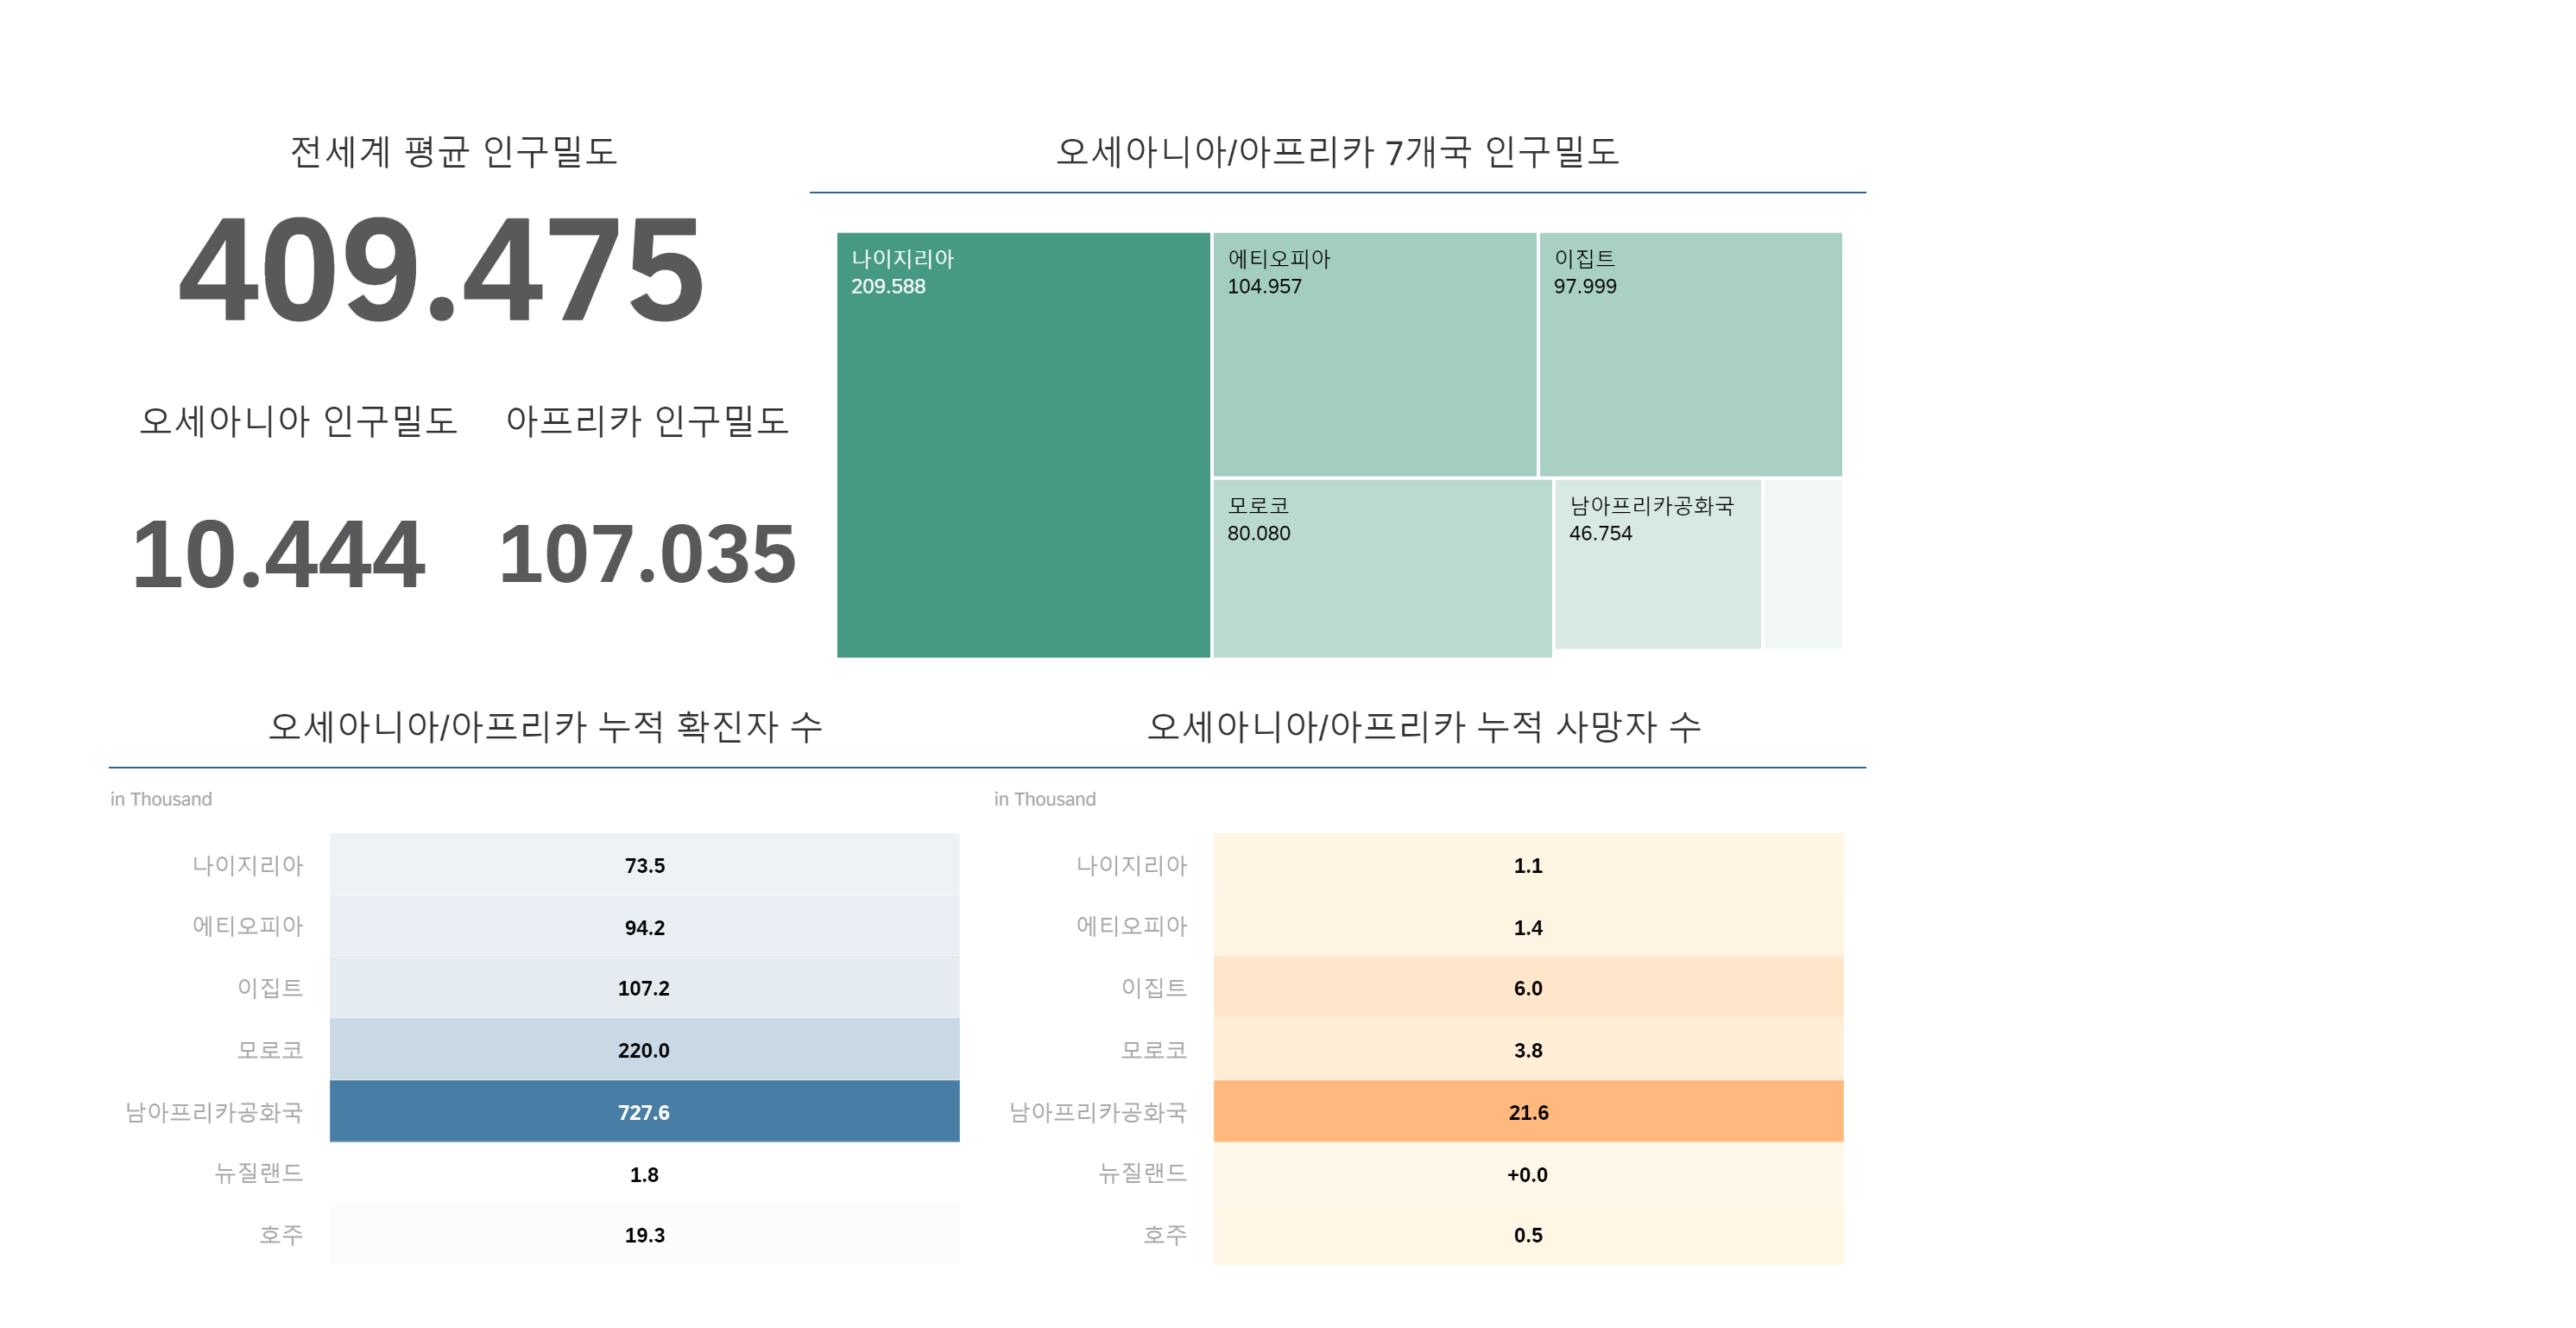 전세계 평균 인구밀도
409.475
오세아니아 인구밀도
10.444
아프리카 인구밀도
107.035
오세아니아/아프리카 7개국 인구밀도
나이지리아
209.588
에티오피아
104.957
이집트
97.999
모로코
80.080
남아프리카공화국
46.754
오세아니아/아프리카 누적 확진자 수
in Thousand
나이지리아 73.5
에티오피아 94.2
이집트 107.2
모로코 220.0
남아프리카공화국 727.6
뉴질랜드 1.8
호주 19.3
오세아니아/아프리카 누적 사망자 수
in Thousand
나이지리아 1.1
에티오피아 1.4
이집트 6.0
모로코 3.8
남아프리카공화국 21.6
뉴질랜드 +0.0
호주 0.5